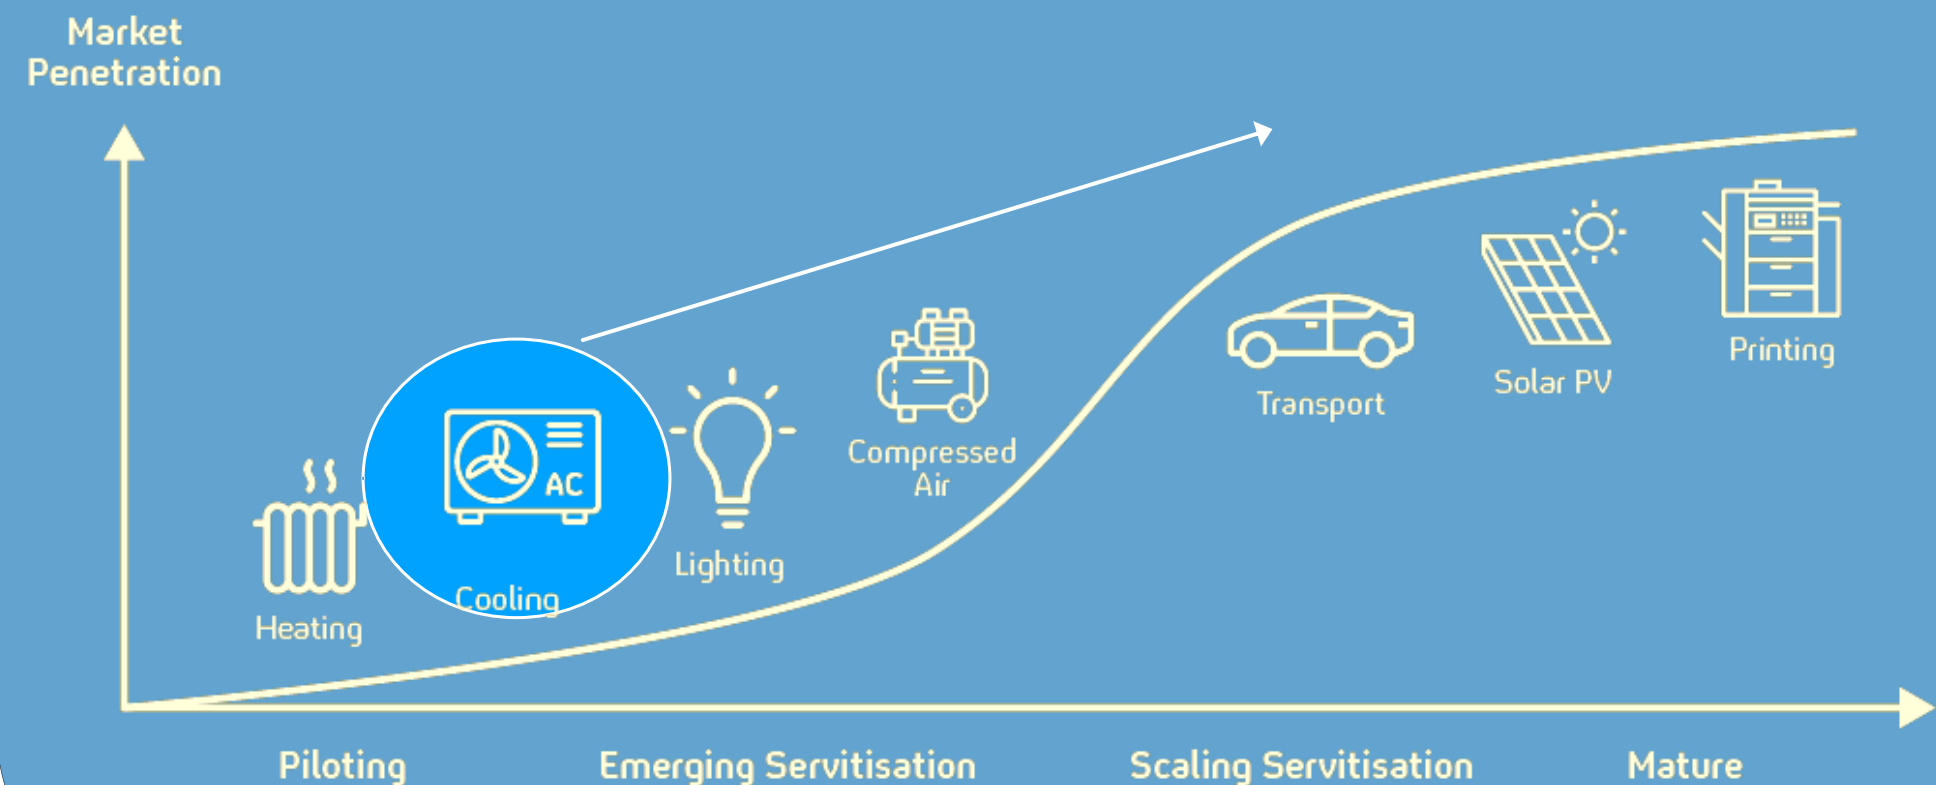 Market
Penetration
AC
Compressed
Air
Transport
Solar PV
Printing
Lighting
Cooling
Heating
Piloting
Emerging Servitisation
Scaling Servitisation
Mature